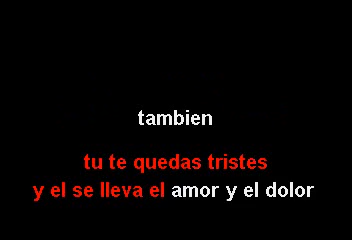 tambien
tu te quedas tristes
y el se lleva el amor y el dolor